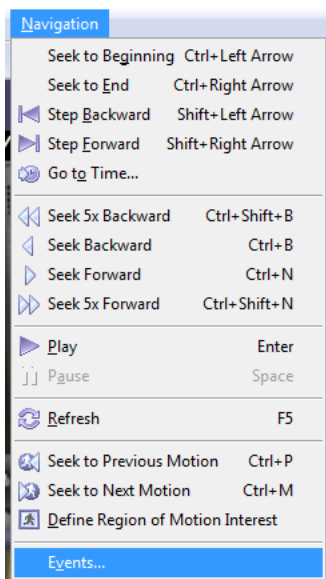 Navigation
Seek to Beginning Ctrl+Left Arrow
Seek to End Ctrl+Right Arrow
Step Backward Shift+Left Arrow
Step Forward Shift+Right Arrow
Go to Time...
Seek 5x Backward Ctrl+Shift+B
Seek Backward Ctrl+B
Seek Forward Ctrl+N
Seek 5x Forward Ctrl+Shift+N
Play Enter
Pause Space
Refresh F5
Seek to Previous Motion Ctrl+P
Seek to Next Motion Ctrl+M
Define Region of Motion Interest
Events...